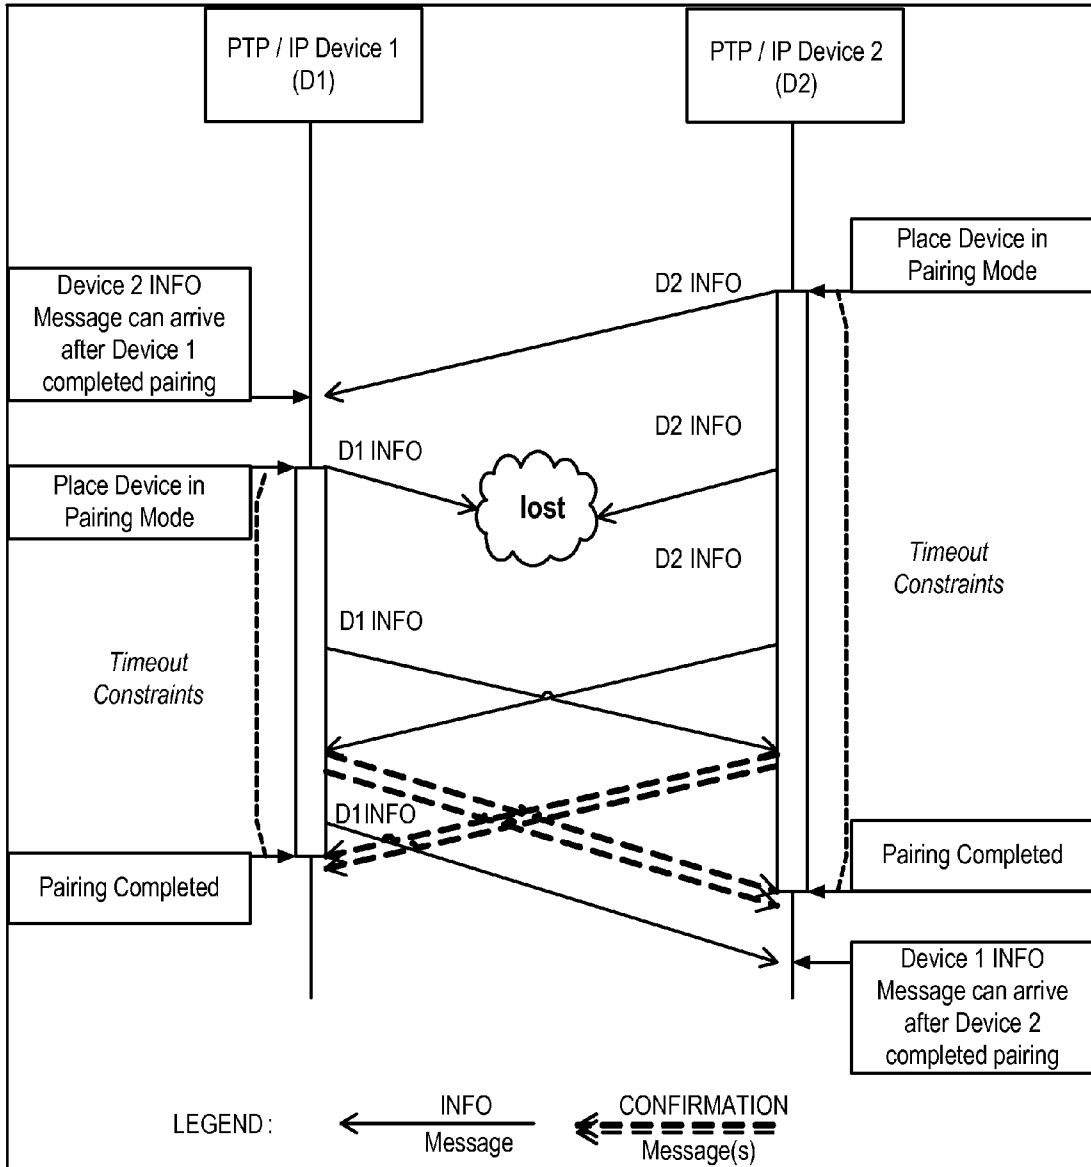 PTP / IP Device 1
(D1)
PTP / IP Device 2
(D2)
Place Device in
Pairing Mode
Device 2 INFO
Message can arrive
after Device 1
completed pairing
D2 INFO
D2 INFO
D1 INFO
lost
Place Device in
Pairing Mode
D2 INFO
Timeout
Constraints
D1 INFO
Timeout
Constraints
D1INFO
Pairing Completed
Pairing Completed
Device 1 INFO
Message can arrive
after Device 2
completed pairing
LEGEND :
INFO
Message
CONFIRMATION
Message(s)